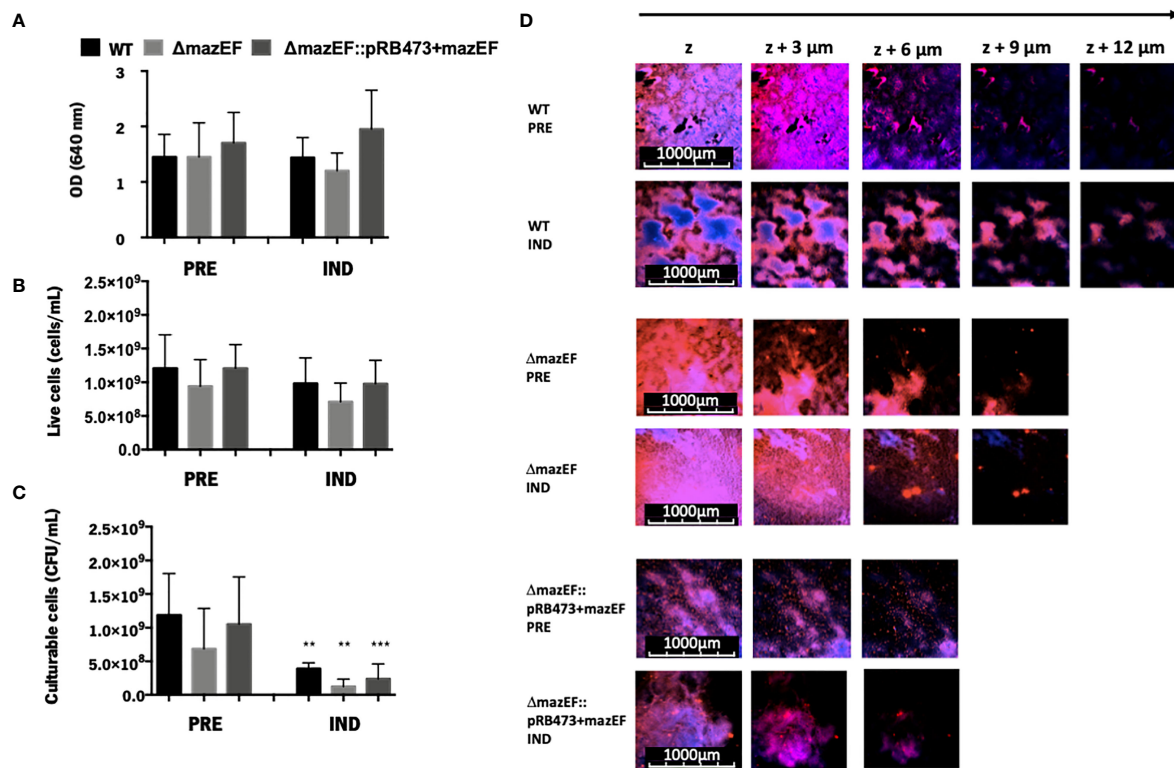 A
WT ΔmazEF ΔmazEF::pRB473+mazEF
OD (640 nm)
3
2
1
0
PRE IND
B
Live cells (cells/mL)
2.5×10⁹
2.0×10⁹
1.5×10⁹
1.0×10⁹
5.0×10⁸
0.0
PRE IND
C
Culturable cells (CFU/mL)
2.5×10⁹
2.0×10⁹
1.5×10⁹
1.0×10⁹
5.0×10⁸
0.0
** ** ***
PRE IND
D
z z + 3 µm z + 6 µm z + 9 µm z + 12 µm
WT
PRE
1000µm
WT
IND
1000µm
ΔmazEF
PRE
1000µm
ΔmazEF
IND
1000µm
ΔmazEF::
pRB473+mazEF
PRE
1000µm
ΔmazEF::
pRB473+mazEF
IND
1000µm